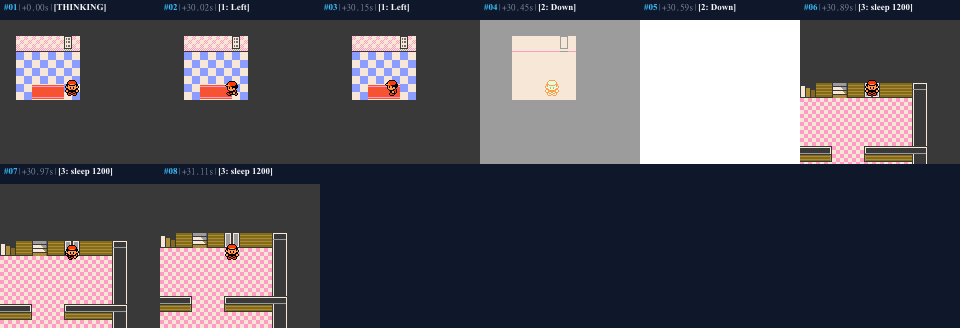 #01|+0.00s|[THINKING]
#02|+30.02s|[1: Left]
#03|+30.15s|[1: Left]
#04|+30.45s|[2: Down]
#05|+30.59s|[2: Down]
#06|+30.89s|[3: sleep 1200]
#07|+30.97s|[3: sleep 1200]
#08|+31.11s|[3: sleep 1200]